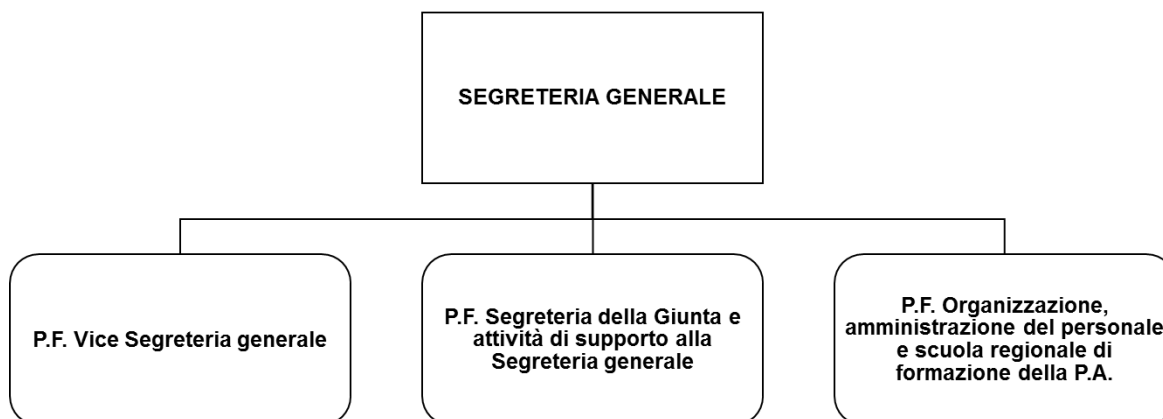 SEGRETERIA GENERALE
P.F. Vice Segreteria generale
P.F. Segreteria della Giunta e
attività di supporto alla
Segreteria generale
P.F. Organizzazione,
amministrazione del personale
e scuola regionale di
formazione della P.A.